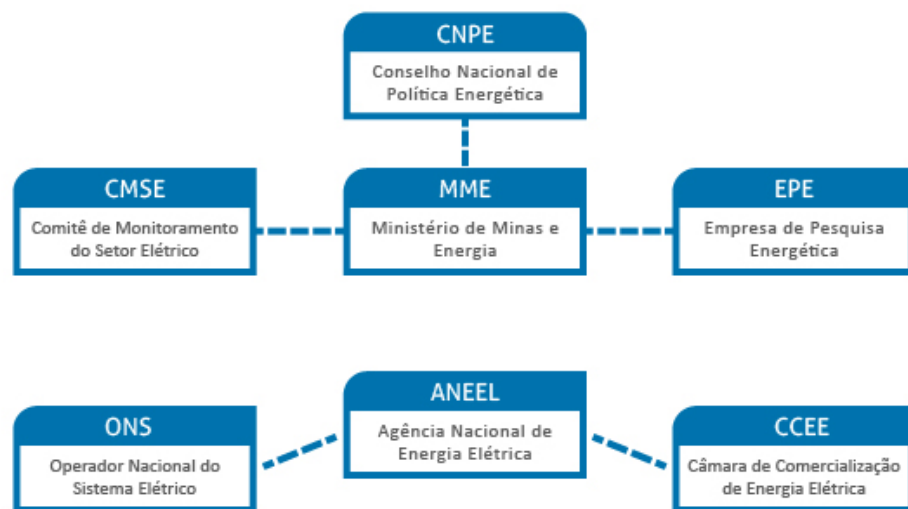 CNPE
Conselho Nacional de
Política Energética
CMSE
Comitê de Monitoramento
do Setor Elétrico
MME
Ministério de Minas e
Energia
EPE
Empresa de Pesquisa
Energética
ONS
Operador Nacional do
Sistema Elétrico
ANEEL
Agência Nacional de
Energia Elétrica
CCEE
Câmara de Comercialização
de Energia Elétrica